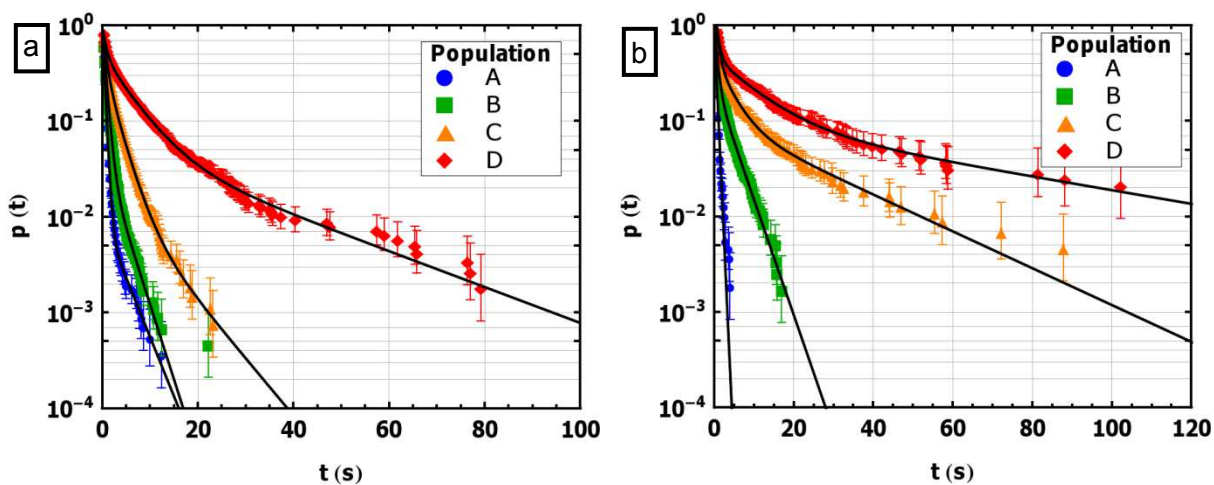 a
p (t)
10^0
10^-1
10^-2
10^-3
10^-4
0 20 40 60 80 100
t (s)
Population
A
B
C
D
b
p (t)
10^0
10^-1
10^-2
10^-3
10^-4
0 20 40 60 80 100 120
t (s)
Population
A
B
C
D